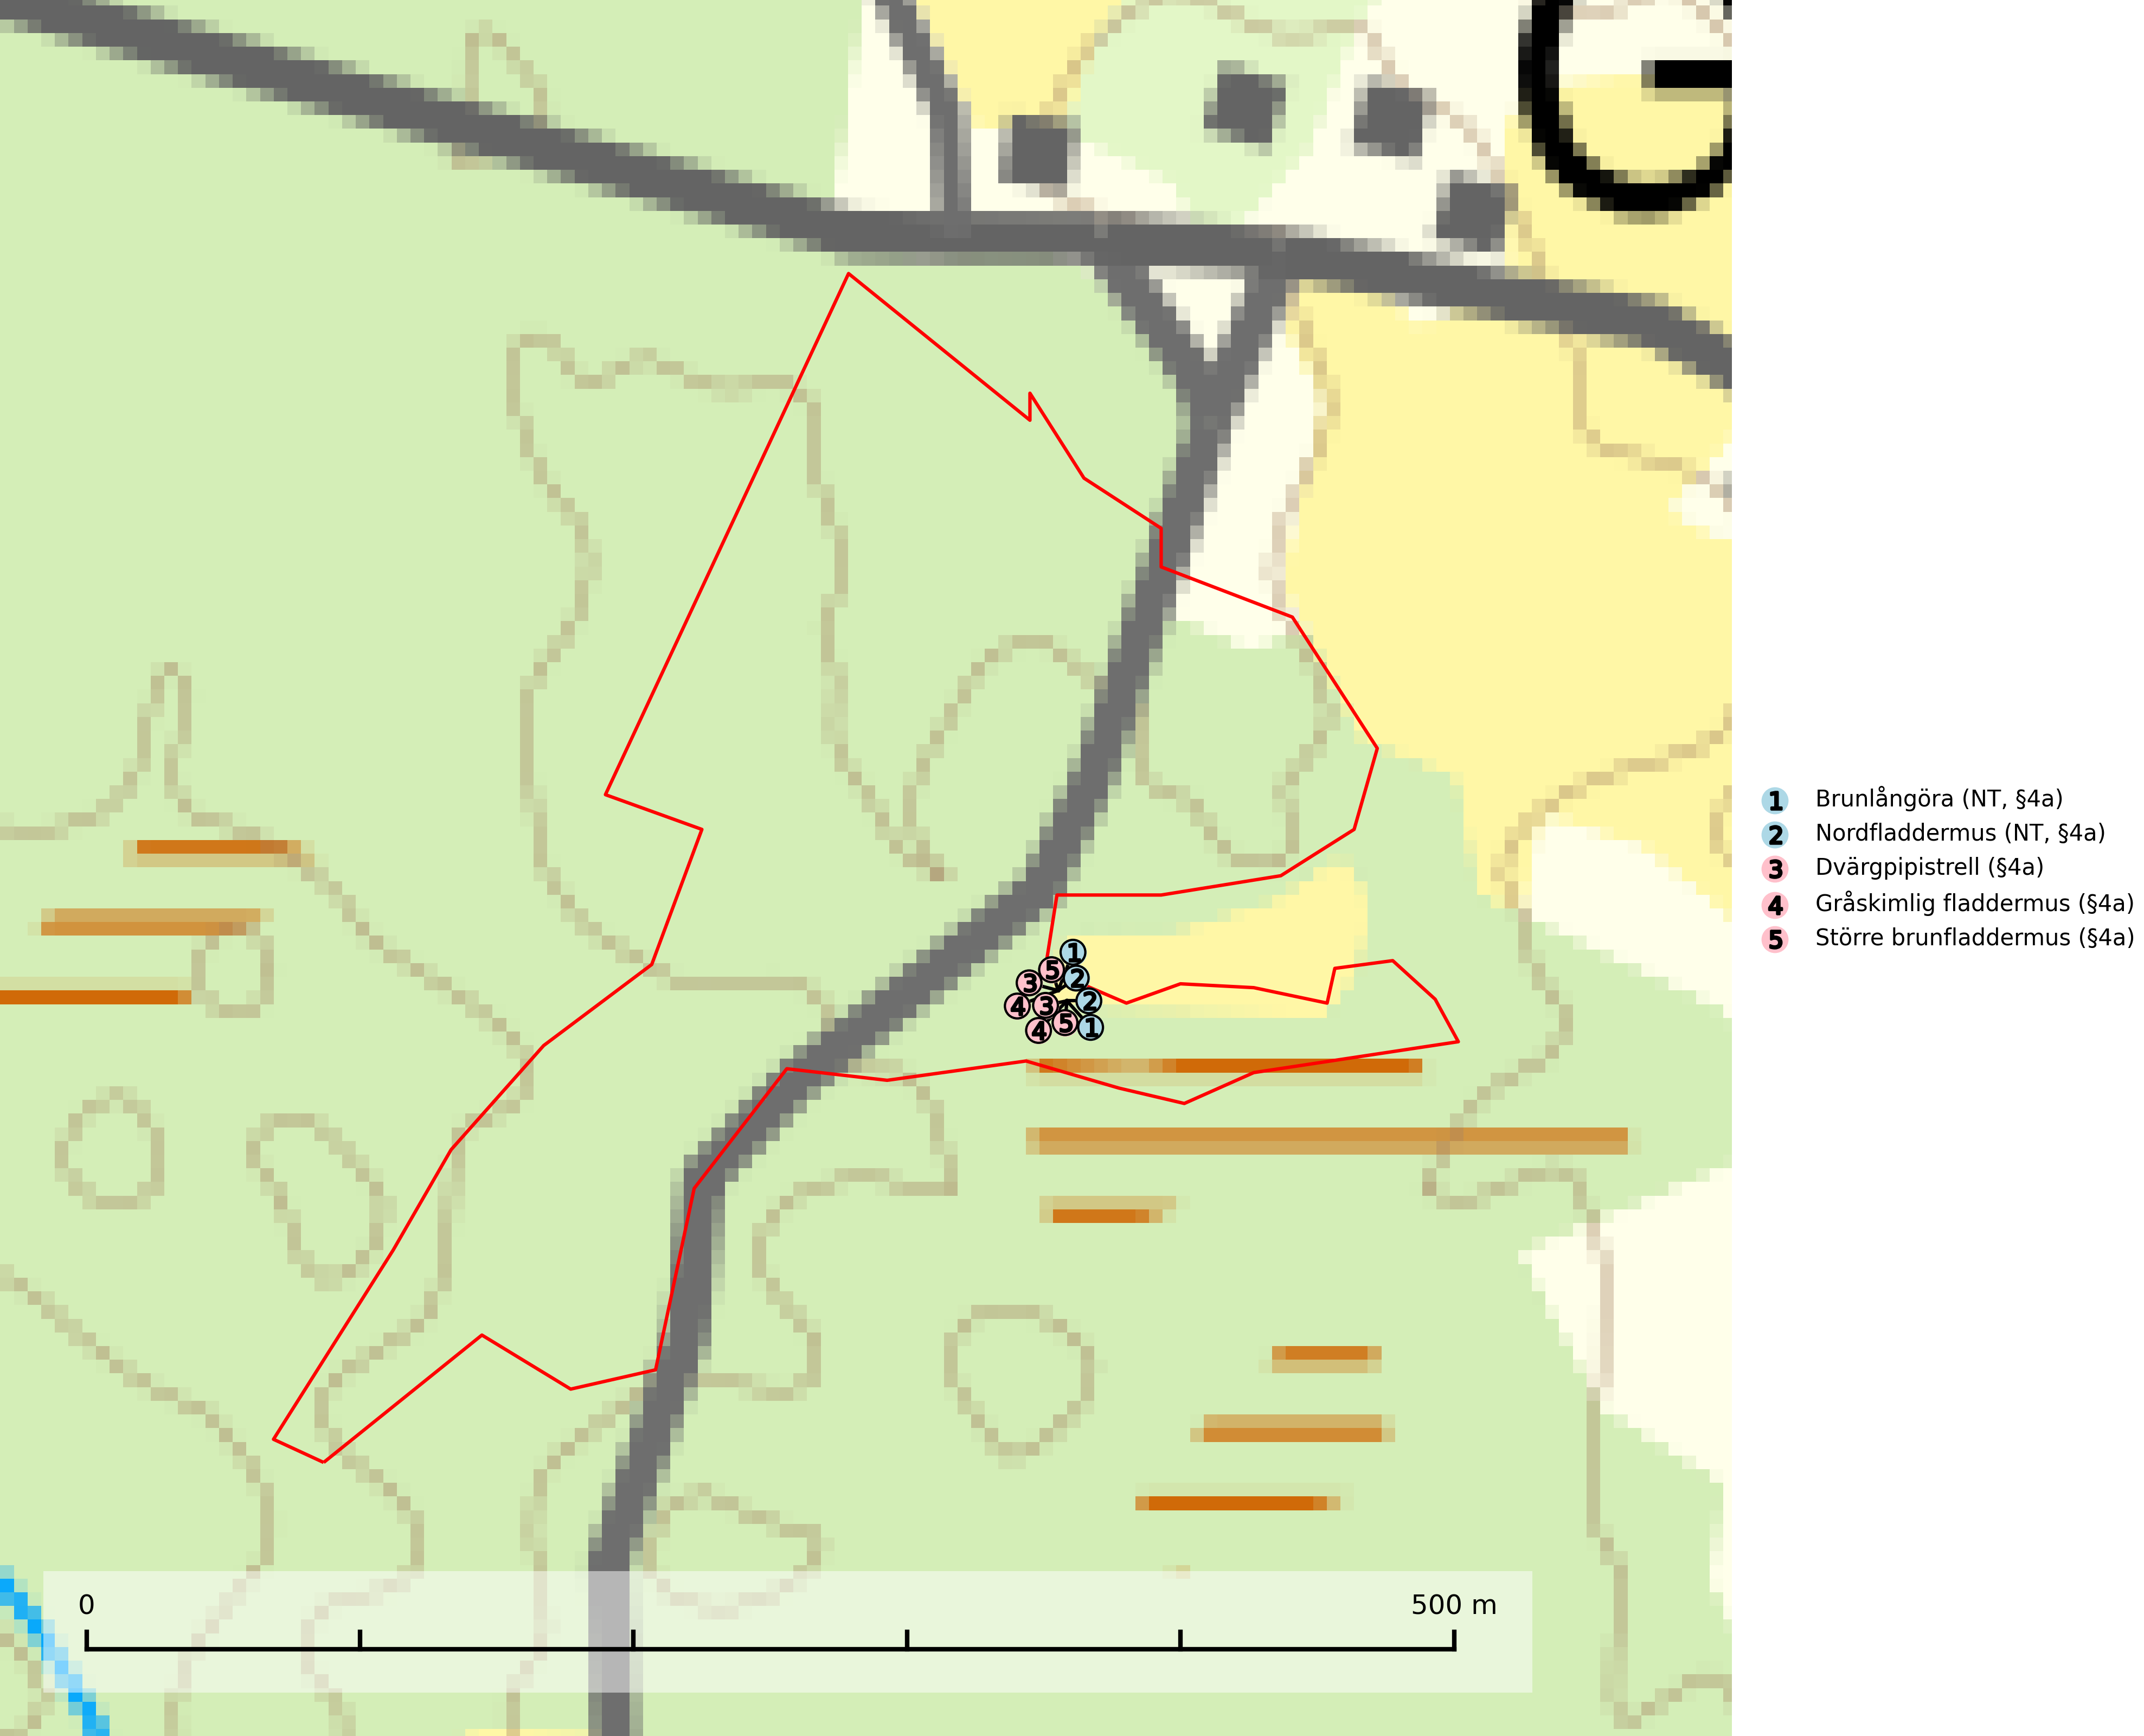 1 Brunlångöra (NT, §4a)
2 Nordfladdermus (NT, §4a)
3 Dvärgpipistrell (§4a)
4 Gråskimlig fladdermus (§4a)
5 Större brunfladdermus (§4a)
1
5
2
3
2
4
3
5
1
4
0 500 m